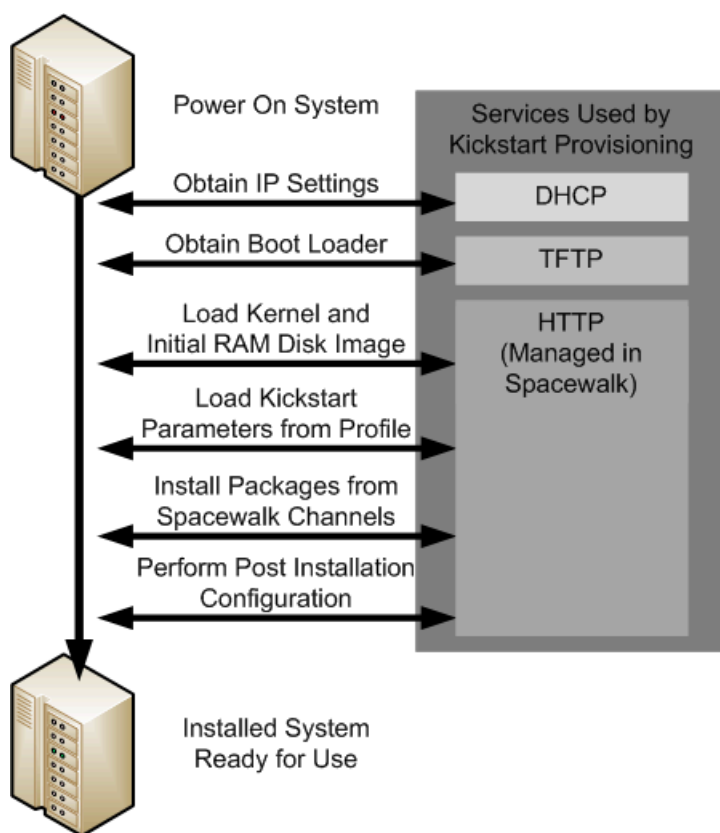 Power On System
Services Used by
Kickstart Provisioning
Obtain IP Settings
DHCP
Obtain Boot Loader
TFTP
Load Kernel and
Initial RAM Disk Image
HTTP
(Managed in
Spacewalk)
Load Kickstart
Parameters from Profile
Install Packages from
Spacewalk Channels
Perform Post Installation
Configuration
Installed System
Ready for Use